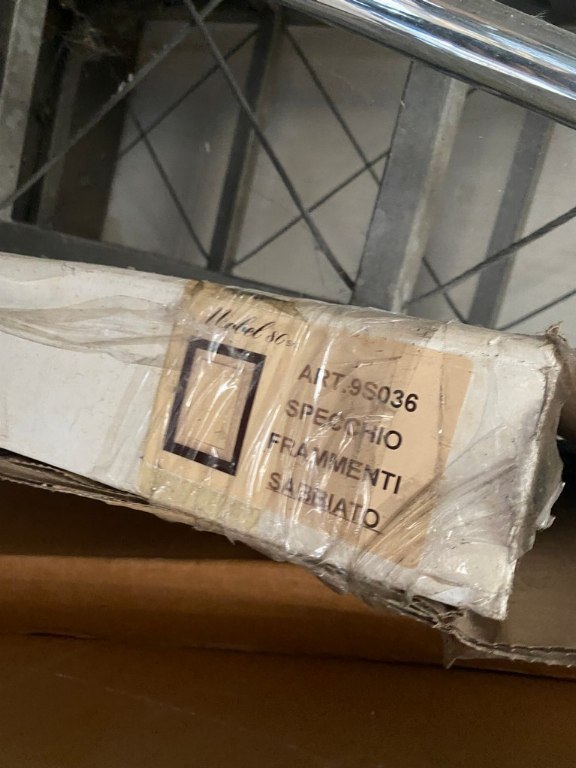 ART.9S036
SPECCHIO
FRAMMENTI
SABBIATO